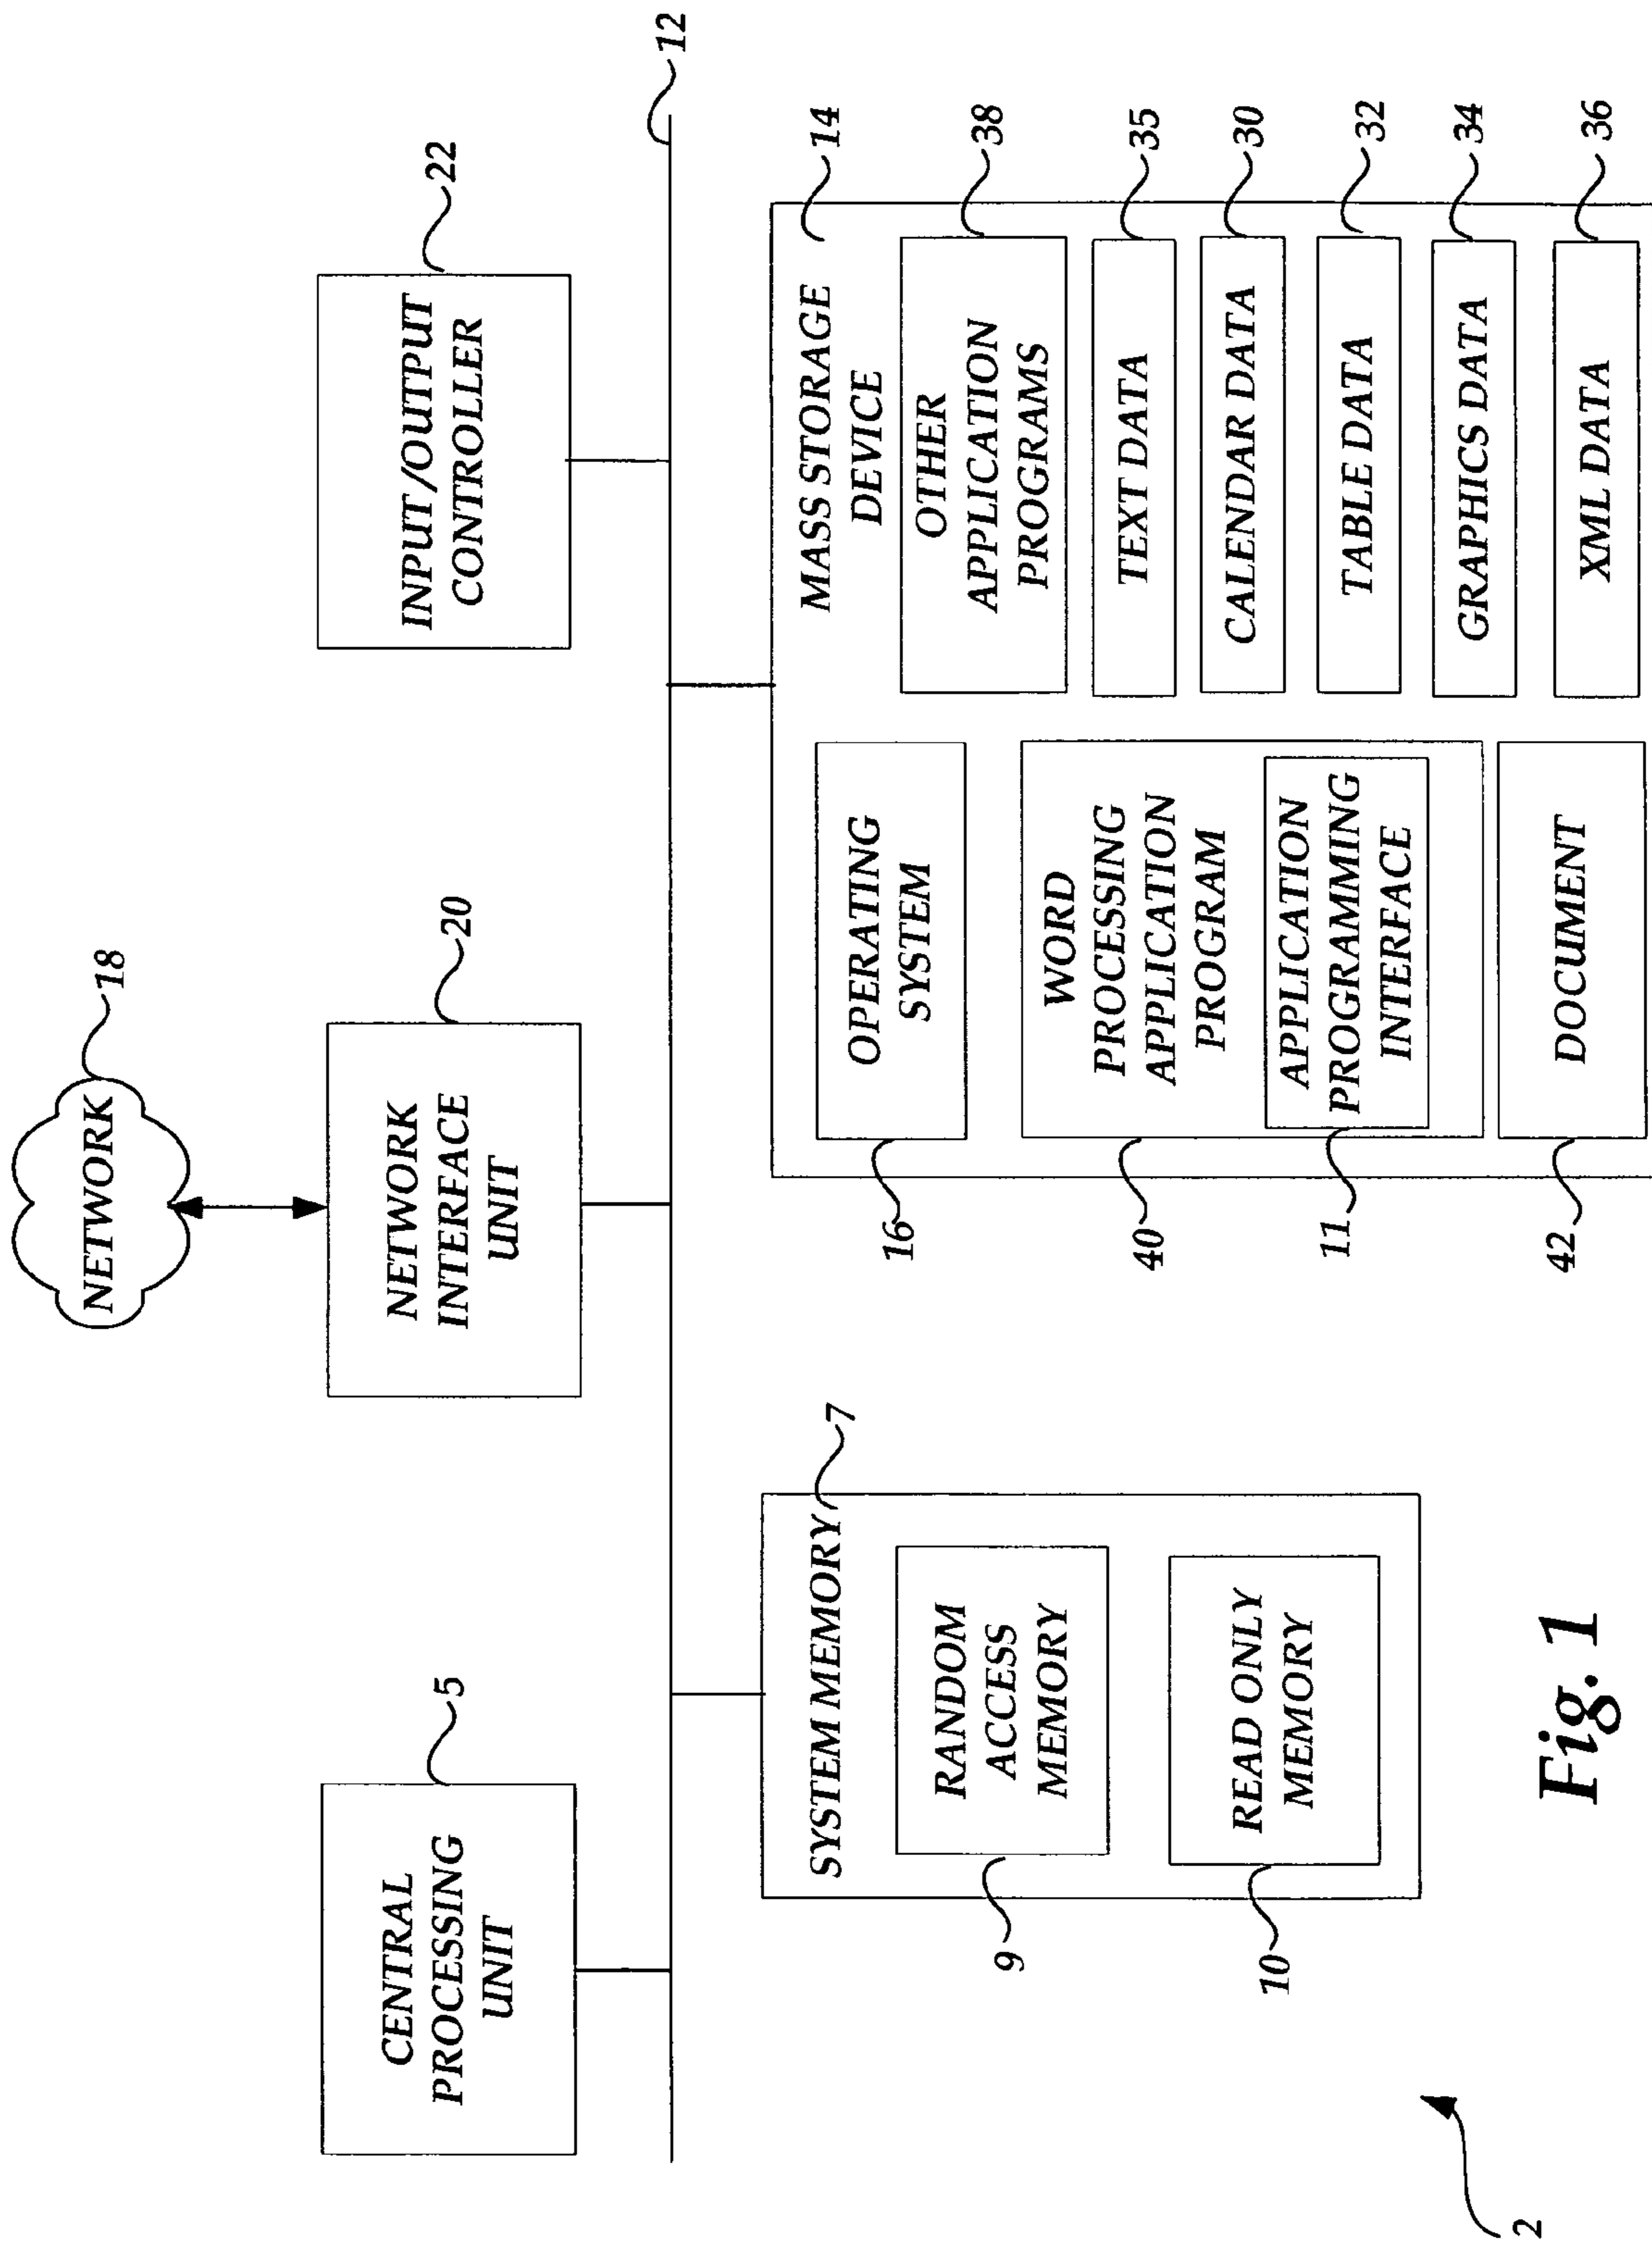 NETWORK
18
CENTRAL
PROCESSING
UNIT
5
NETWORK
INTERFACE
UNIT
20
INPUT/OUTPUT
CONTROLLER
22
12
SYSTEM MEMORY
7
RANDOM
ACCESS
MEMORY
9
READ ONLY
MEMORY
10
MASS STORAGE
DEVICE
14
OPERATING
SYSTEM
16
WORD
PROCESSING
APPLICATION
PROGRAM
40
APPLICATION
PROGRAMMING
INTERFACE
11
DOCUMENT
42
OTHER
APPLICATION
PROGRAMS
38
TEXT DATA
35
CALENDAR DATA
30
TABLE DATA
32
GRAPHICS DATA
34
XML DATA
36
2
Fig. 1